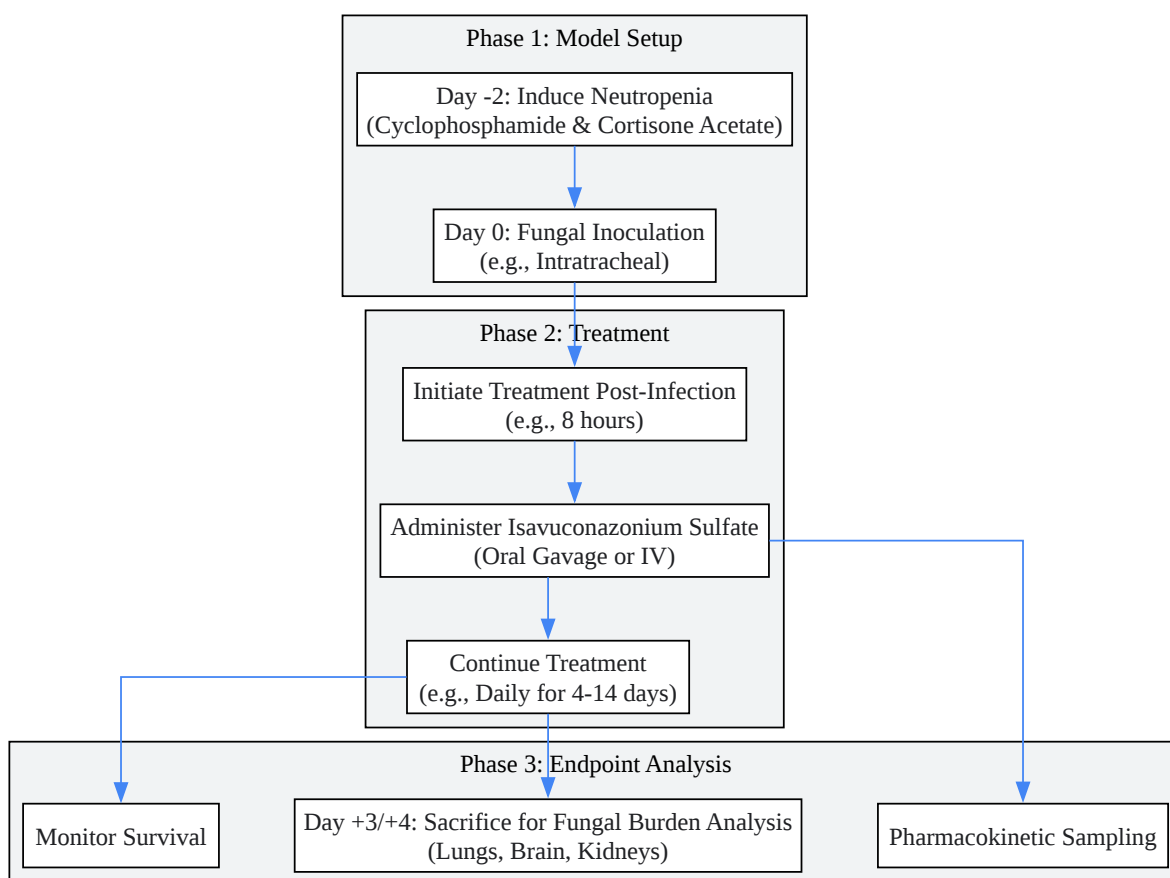 Phase 1: Model Setup
Day -2: Induce Neutropenia
(Cyclophosphamide & Cortisone Acetate)
Day 0: Fungal Inoculation
(e.g., Intratracheal)
Phase 2: Treatment
Initiate Treatment Post-Infection
(e.g., 8 hours)
Administer Isavuconazonium Sulfate
(Oral Gavage or IV)
Continue Treatment
(e.g., Daily for 4-14 days)
Phase 3: Endpoint Analysis
Monitor Survival
Day +3/+4: Sacrifice for Fungal Burden Analysis
(Lungs, Brain, Kidneys)
Pharmacokinetic Sampling